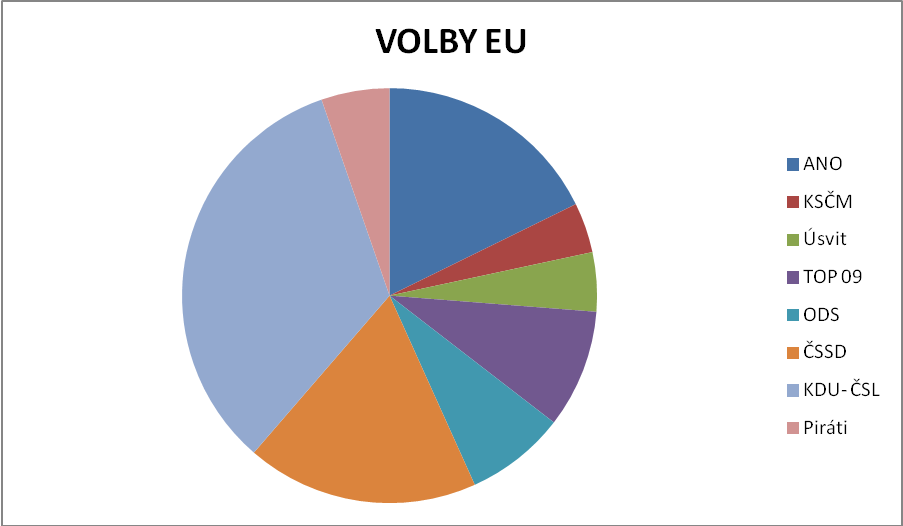 VOLBY EU
ANO
KSČM
Úsvit
TOP 09
ODS
ČSSD
KDU- ČSL
Piráti